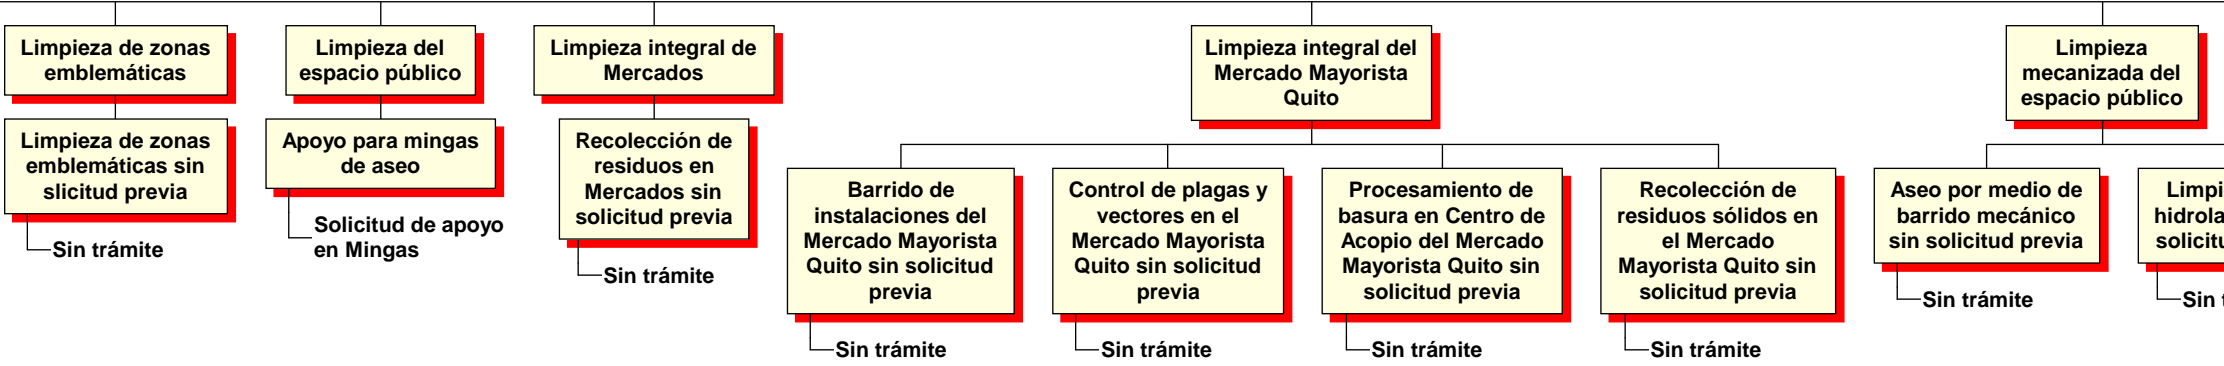 Limpieza de zonas
emblemáticas
Limpieza del
espacio público
Limpieza integral de
Mercados
Limpieza integral del
Mercado Mayorista
Quito
Limpieza
mecanizada del
espacio público
Limpieza de zonas
emblemáticas sin
slicitud previa
Sin trámite
Apoyo para mingas
de aseo
Solicitud de apoyo
en Mingas
Recolección de
residuos en
Mercados sin
solicitud previa
Sin trámite
Barrido de
instalaciones del
Mercado Mayorista
Quito sin solicitud
previa
Sin trámite
Control de plagas y
vectores en el
Mercado Mayorista
Quito sin solicitud
previa
Sin trámite
Procesamiento de
basura en Centro de
Acopio del Mercado
Mayorista Quito sin
solicitud previa
Sin trámite
Recolección de
residuos sólidos en
el Mercado
Mayorista Quito sin
solicitud previa
Sin trámite
Aseo por medio de
barrido mecánico
sin solicitud previa
Sin trámite
Sin